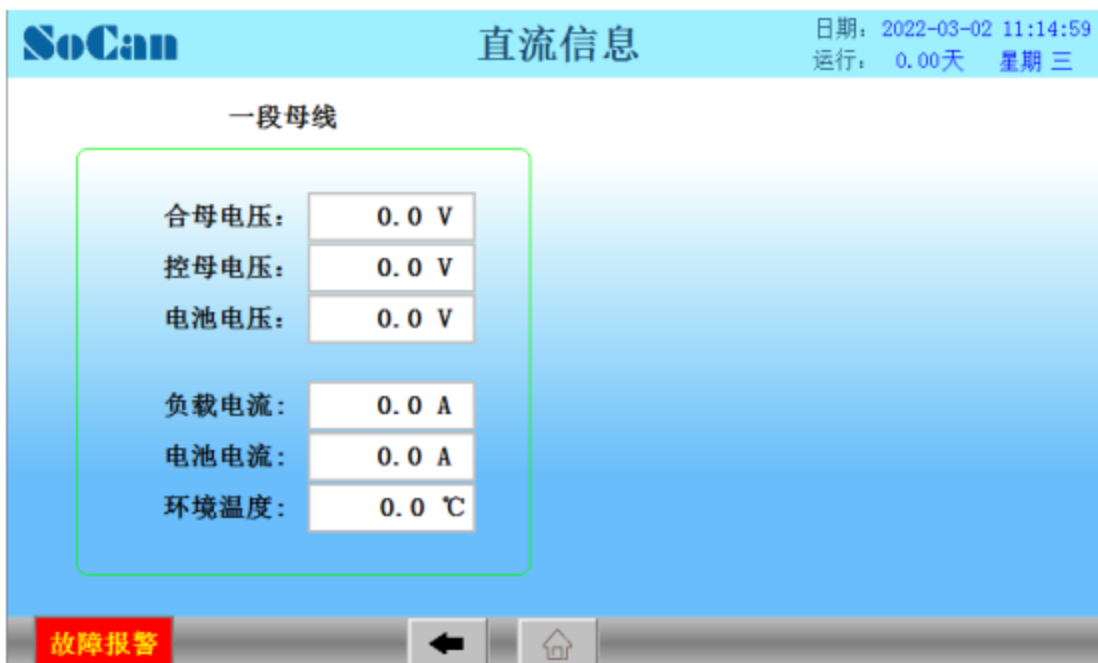 SoCan
直流信息
日期: 2022-03-02 11:14:59
运行: 0.00天 星期 三
一段母线
合母电压: 0.0 V
控母电压: 0.0 V
电池电压: 0.0 V
负载电流: 0.0 A
电池电流: 0.0 A
环境温度: 0.0 ℃
故障报警